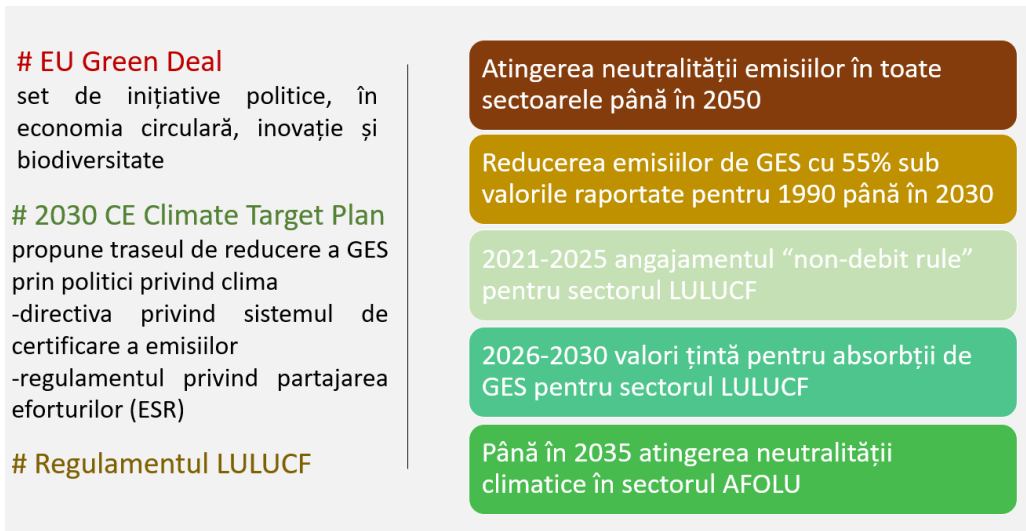 # EU Green Deal
set de inițiative politice, în
economia circulară, inovație și
biodiversitate
# 2030 CE Climate Target Plan
propune traseul de reducere a GES
prin politici privind clima
-directiva privind sistemul de
certificare a emisiilor
-regulamentul privind partajarea
eforturilor (ESR)
# Regulamentul LULUCF
Atingerea neutralității emisiilor în toate
sectoarele până în 2050
Reducerea emisiilor de GES cu 55% sub
valorile raportate pentru 1990 până în 2030
2021-2025 angajamentul “non-debit rule”
pentru sectorul LULUCF
2026-2030 valori țintă pentru absorbții de
GES pentru sectorul LULUCF
Până în 2035 atingerea neutralității
climatice în sectorul AFOLU